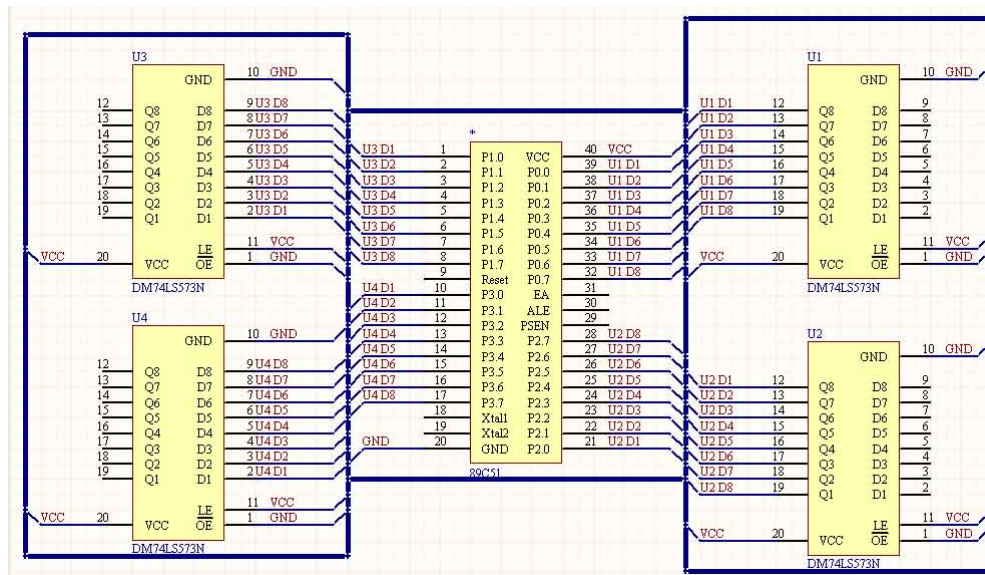 U3
GND 10 GND
12 Q8 D8 9 U3 D8
13 Q7 D7 8 U3 D7
14 Q6 D6 7 U3 D6
15 Q5 D5 6 U3 D5
16 Q4 D4 5 U3 D4
17 Q3 D3 4 U3 D3
18 Q2 D2 3 U3 D2
19 Q1 D1 2 U3 D1
LE 11 VCC
VCC 20 VCC OE 1 GND
DM74LS573N
U4
GND 10 GND
12 Q8 D8 9 U4 D8
13 Q7 D7 8 U4 D7
14 Q6 D6 7 U4 D6
15 Q5 D5 6 U4 D5
16 Q4 D4 5 U4 D4
17 Q3 D3 4 U4 D3
18 Q2 D2 3 U4 D2
19 Q1 D1 2 U4 D1
LE 11 VCC
VCC 20 VCC OE 1 GND
DM74LS573N
*
U3 D1 1 P1.0 VCC 40 VCC
U3 D2 2 P1.1 P0.0 39 U1 D1
U3 D3 3 P1.2 P0.1 38 U1 D2
U3 D4 4 P1.3 P0.2 37 U1 D3
U3 D5 5 P1.4 P0.3 36 U1 D4
U3 D6 6 P1.5 P0.4 35 U1 D5
U3 D7 7 P1.6 P0.5 34 U1 D6
U3 D8 8 P1.7 P0.6 33 U1 D7
9 Reset P0.7 32 U1 D8
U4 D1 10 P3.0 EA 31
U4 D2 11 P3.1 ALE 30
U4 D3 12 P3.2 PSEN 29
U4 D4 13 P3.3 P2.7 28 U2 D8
U4 D5 14 P3.4 P2.6 27 U2 D7
U4 D6 15 P3.5 P2.5 26 U2 D6
U4 D7 16 P3.6 P2.4 25 U2 D5
U4 D8 17 P3.7 P2.3 24 U2 D4
18 Xtal1 P2.2 23 U2 D3
19 Xtal2 P2.1 22 U2 D2
GND 20 GND P2.0 21 U2 D1
89C51
U1
GND 10 GND
U1 D1 12 Q8 D8 9
U1 D2 13 Q7 D7 8
U1 D3 14 Q6 D6 7
U1 D4 15 Q5 D5 6
U1 D5 16 Q4 D4 5
U1 D6 17 Q3 D3 4
U1 D7 18 Q2 D2 3
U1 D8 19 Q1 D1 2
LE 11 VCC
VCC 20 VCC OE 1 GND
DM74LS573N
U2
GND 10 GND
U2 D1 12 Q8 D8 9
U2 D2 13 Q7 D7 8
U2 D3 14 Q6 D6 7
U2 D4 15 Q5 D5 6
U2 D5 16 Q4 D4 5
U2 D6 17 Q3 D3 4
U2 D7 18 Q2 D2 3
U2 D8 19 Q1 D1 2
LE 11 VCC
VCC 20 VCC OE 1 GND
DM74LS573N